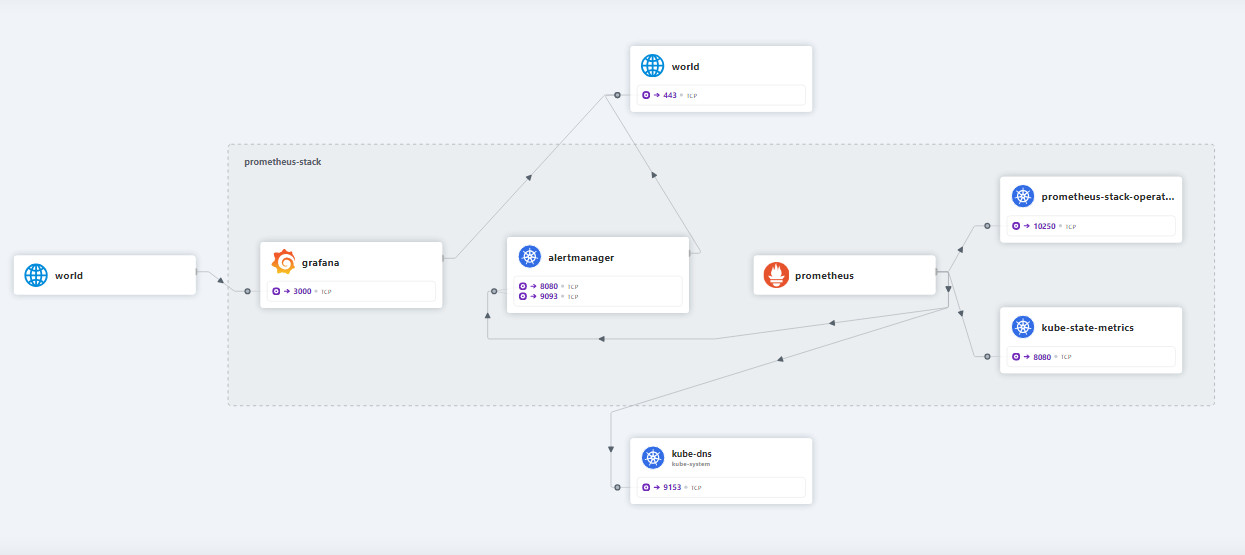 world
→ 443 • TCP
prometheus-stack
prometheus-stack-operat...
→ 10250 • TCP
world
grafana
→ 3000 • TCP
alertmanager
→ 8080 • TCP
→ 9093 • TCP
prometheus
kube-state-metrics
→ 8080 • TCP
kube-dns
kube-system
→ 9153 • TCP